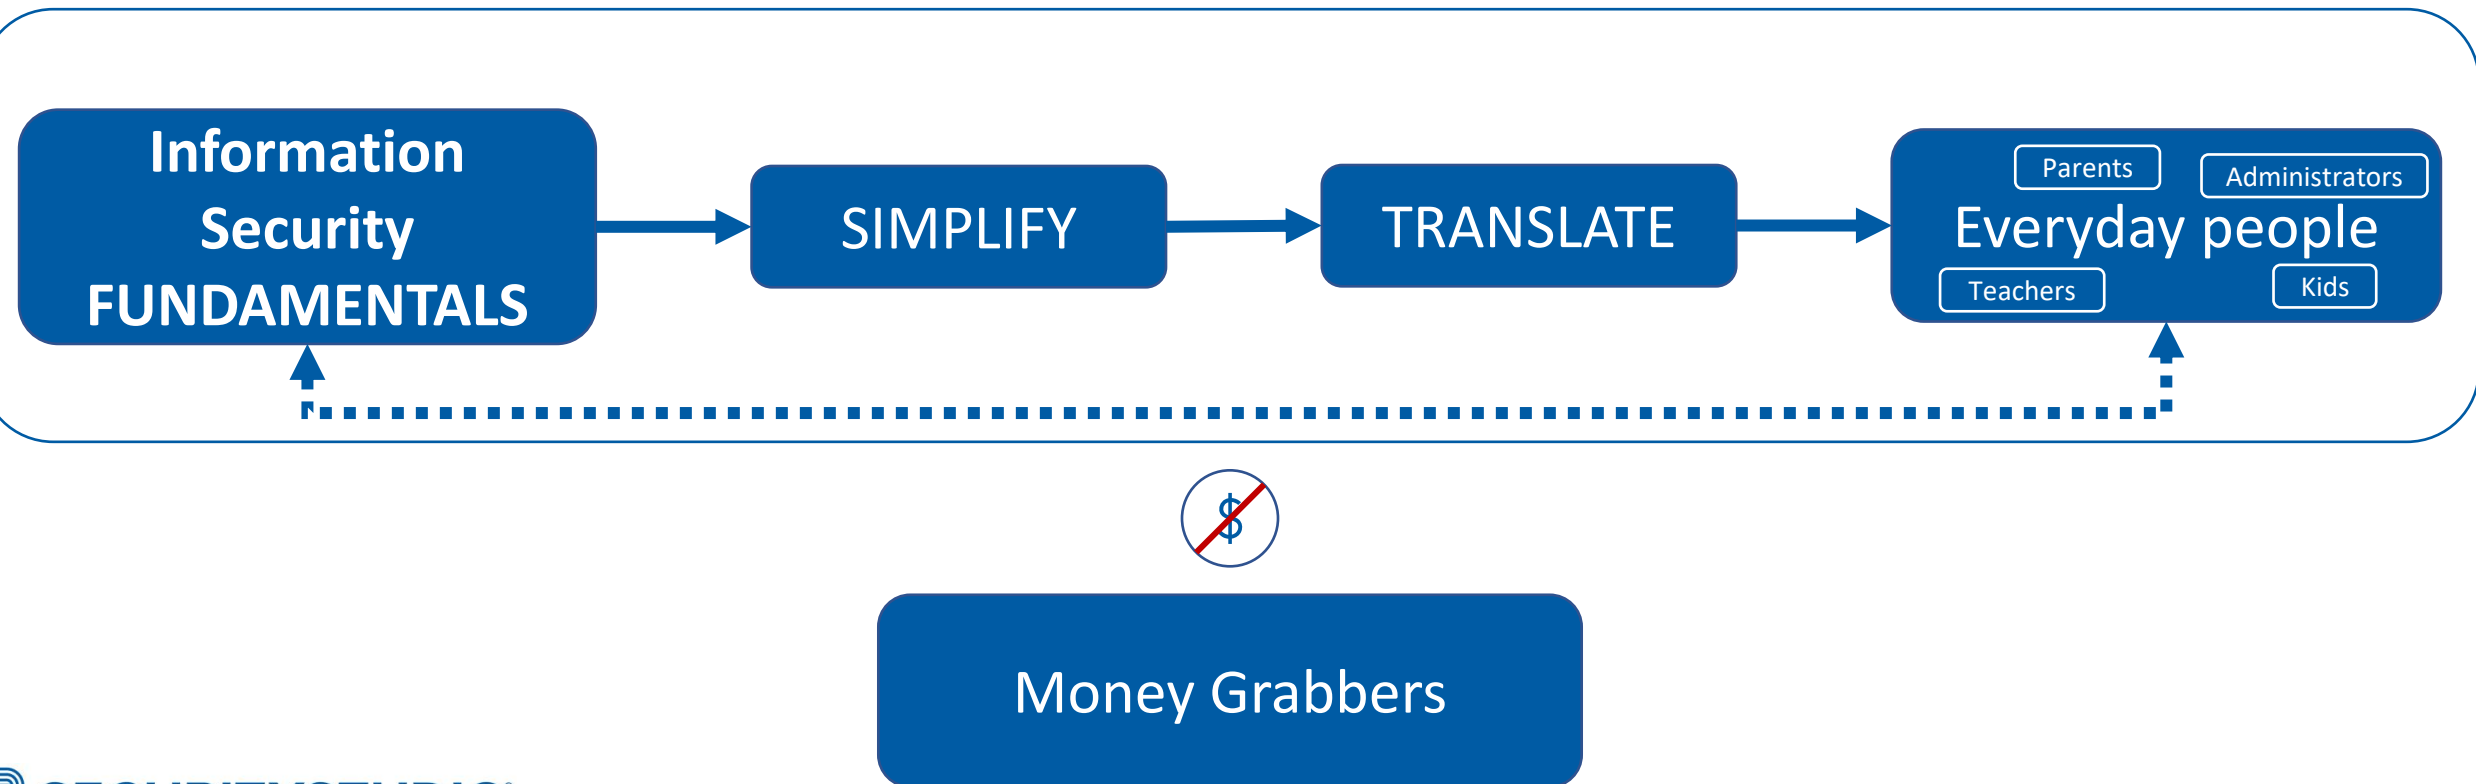 Information
Security
FUNDAMENTALS
SIMPLIFY
TRANSLATE
Parents
Administrators
Everyday people
Teachers
Kids
$
Money Grabbers